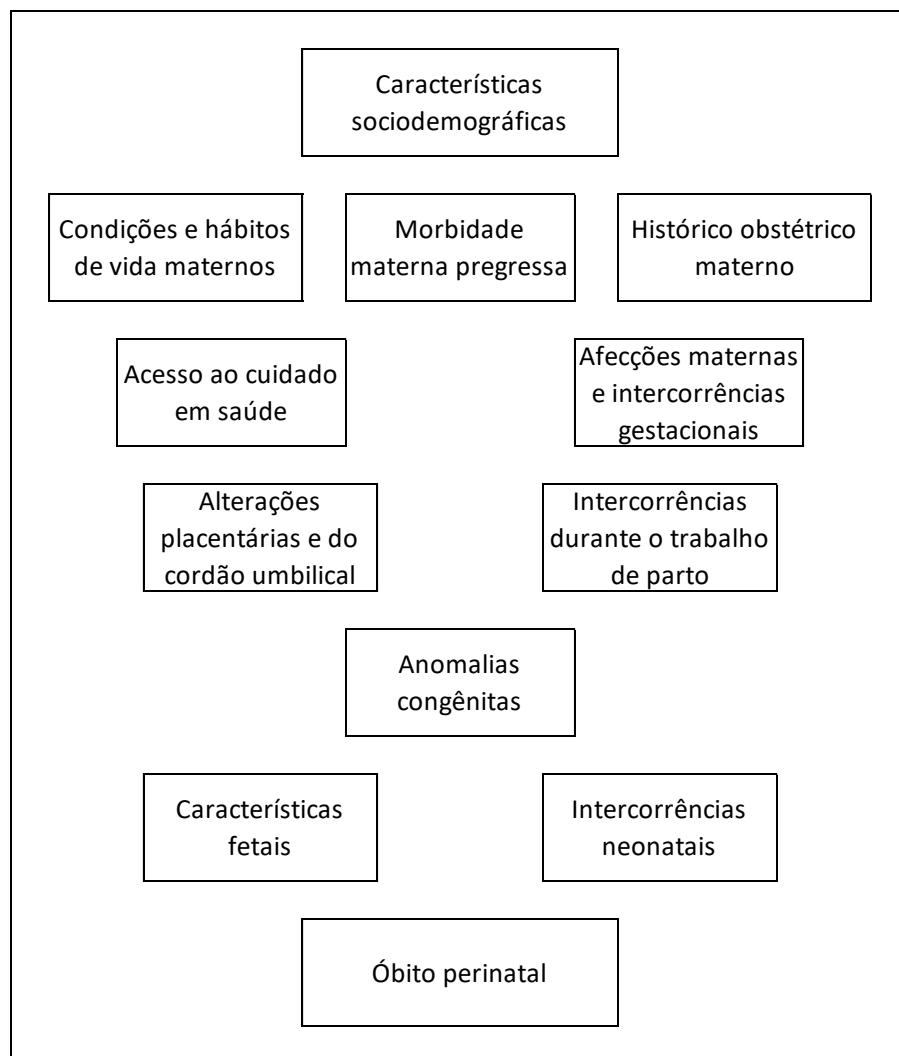 Características
sociodemográficas
Condições e hábitos
de vida maternos
Morbidade
materna pregressa
Histórico obstétrico
materno
Acesso ao cuidado
em saúde
Afecções maternas
e intercorrências
gestacionais
Alterações
placentárias e do
cordão umbilical
Intercorrências
durante o trabalho
de parto
Anomalias
congênitas
Características
fetais
Intercorrências
neonatais
Óbito perinatal